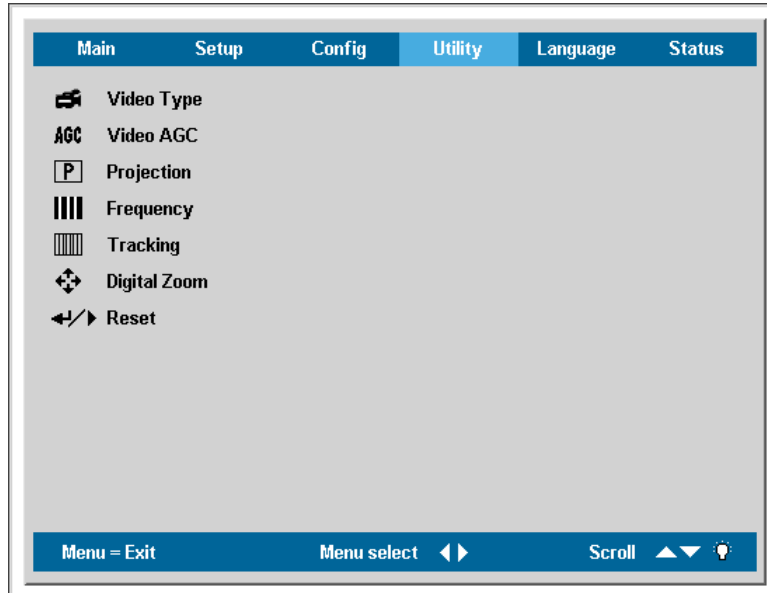 Main Setup Config Utility Language Status
Video Type
AGC Video AGC
P Projection
Frequency
Tracking
Digital Zoom
Reset
Menu = Exit Menu select Scroll